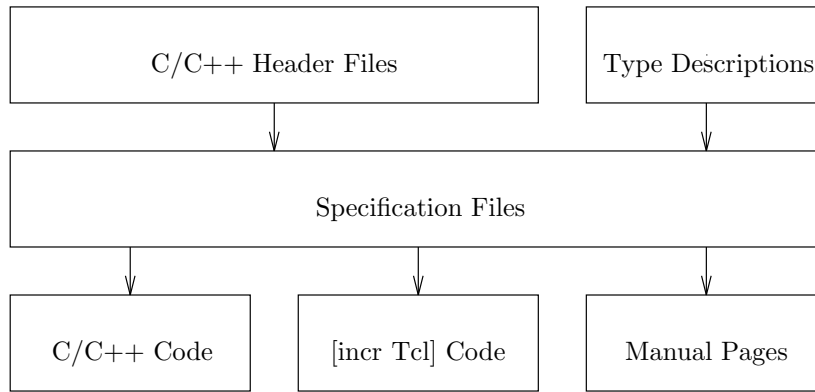 C/C++ Header Files
Type Descriptions
Specification Files
C/C++ Code
[incr Tcl] Code
Manual Pages